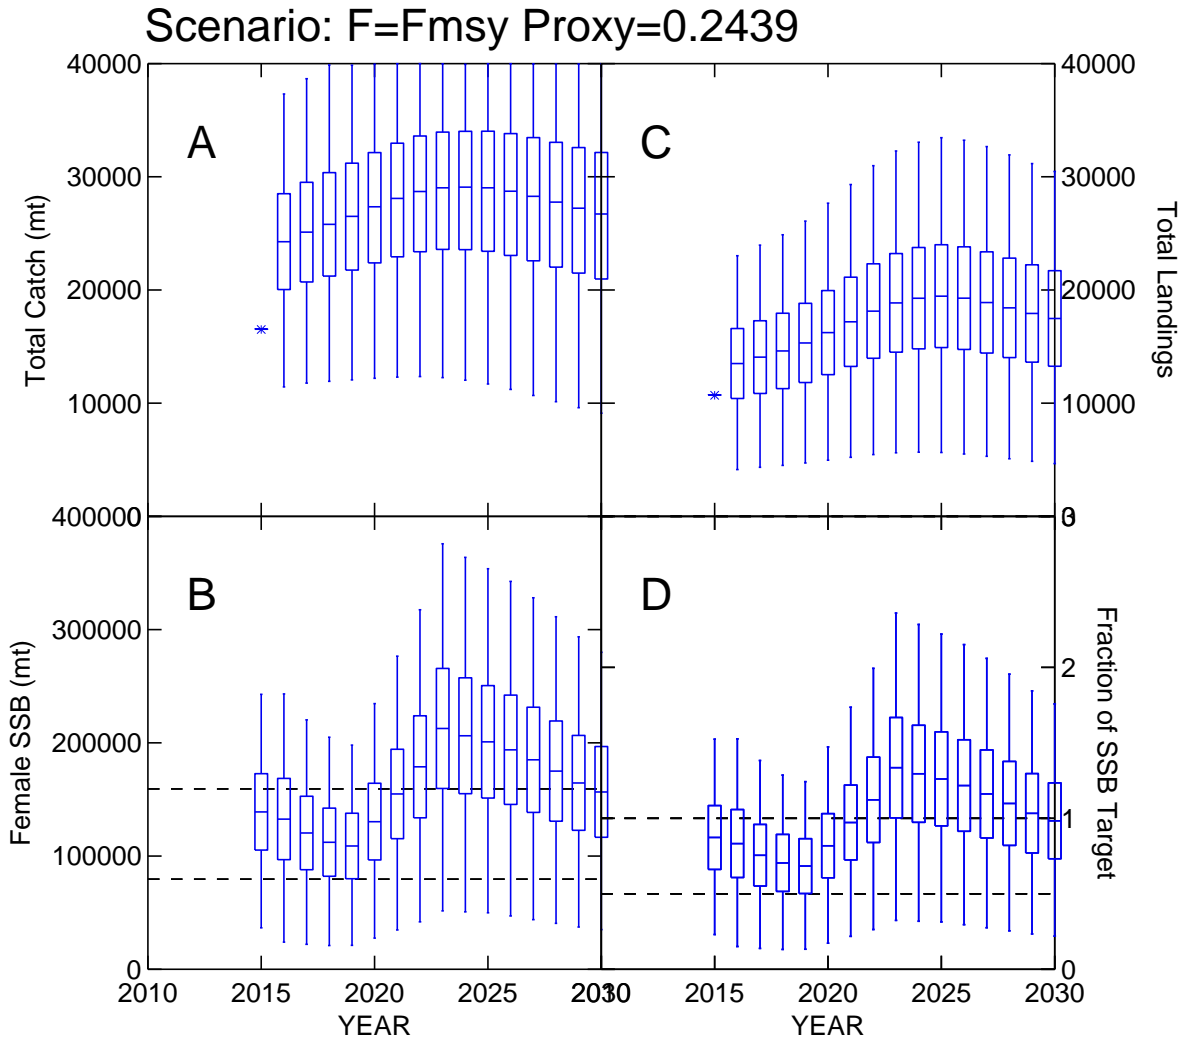 Scenario: F=Fmsy Proxy=0.2439
40000
30000
20000
10000
0
Total Catch (mt)
A
C
40000
30000
20000
10000
0
Total Landings
400000
300000
200000
100000
0
Female SSB (mt)
B
D
3
2
1
0
Fraction of SSB Target
2010
2015
2020
2025
2030
YEAR
2010
2015
2020
2025
2030
YEAR